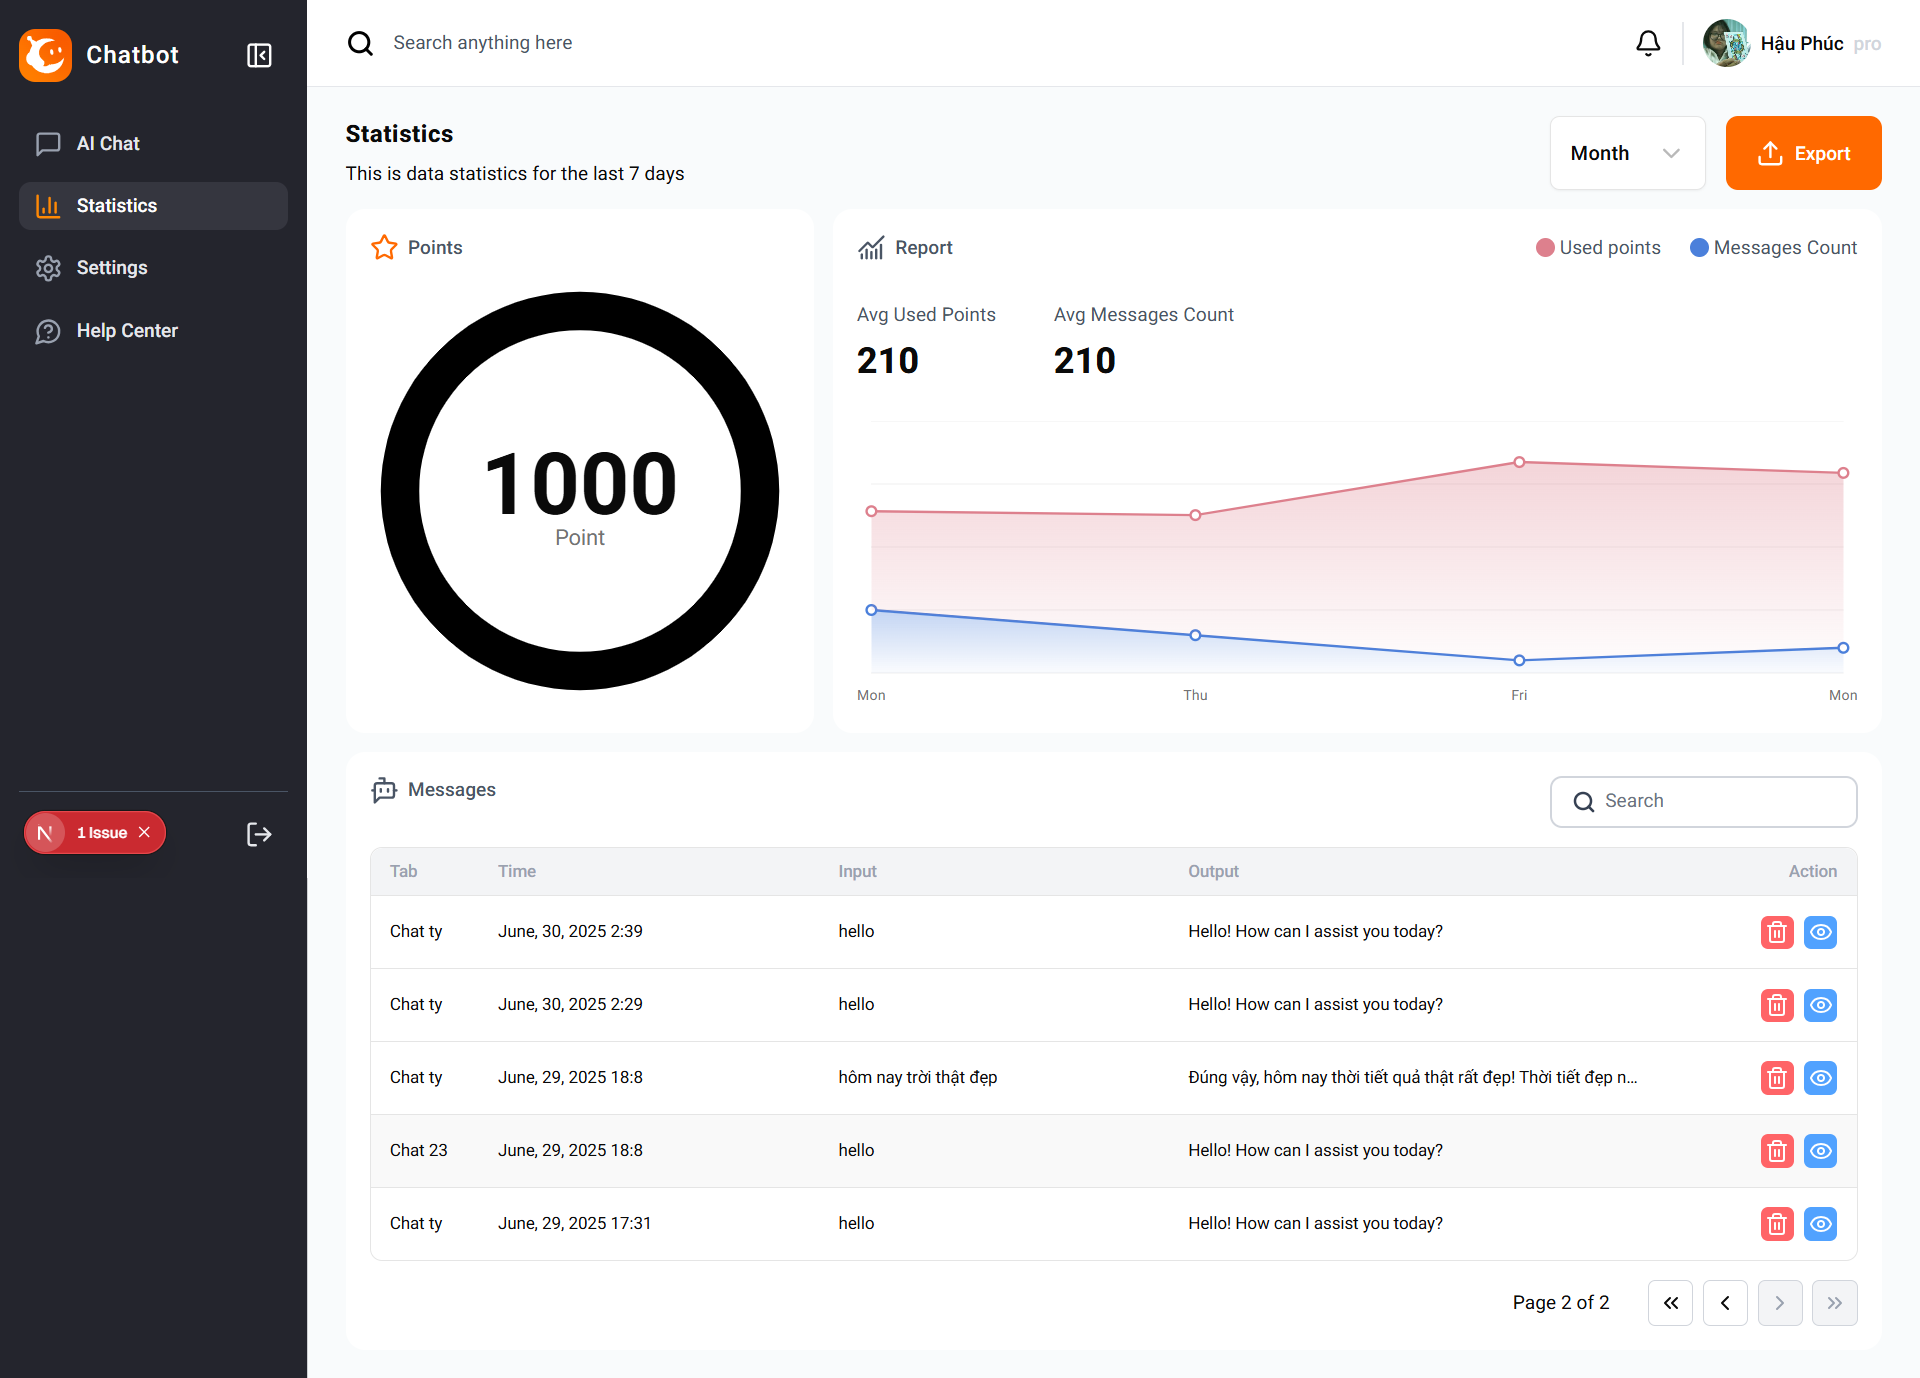 Chatbot
AI Chat
Statistics
Settings
Help Center
N 1 Issue
Search anything here
Hậu Phúc pro
Statistics
This is data statistics for the last 7 days
Month
Export
Points
1000
Point
Report
Used points
Messages Count
Avg Used Points
Avg Messages Count
210
210
Mon
Thu
Fri
Mon
Messages
Search
Tab Time Input Output Action
Chat ty June, 30, 2025 2:39 hello Hello! How can I assist you today?
Chat ty June, 30, 2025 2:29 hello Hello! How can I assist you today?
Chat ty June, 29, 2025 18:8 hôm nay trời thật đẹp Đúng vậy, hôm nay thời tiết quả thật rất đẹp! Thời tiết đẹp n...
Chat 23 June, 29, 2025 18:8 hello Hello! How can I assist you today?
Chat ty June, 29, 2025 17:31 hello Hello! How can I assist you today?
Page 2 of 2